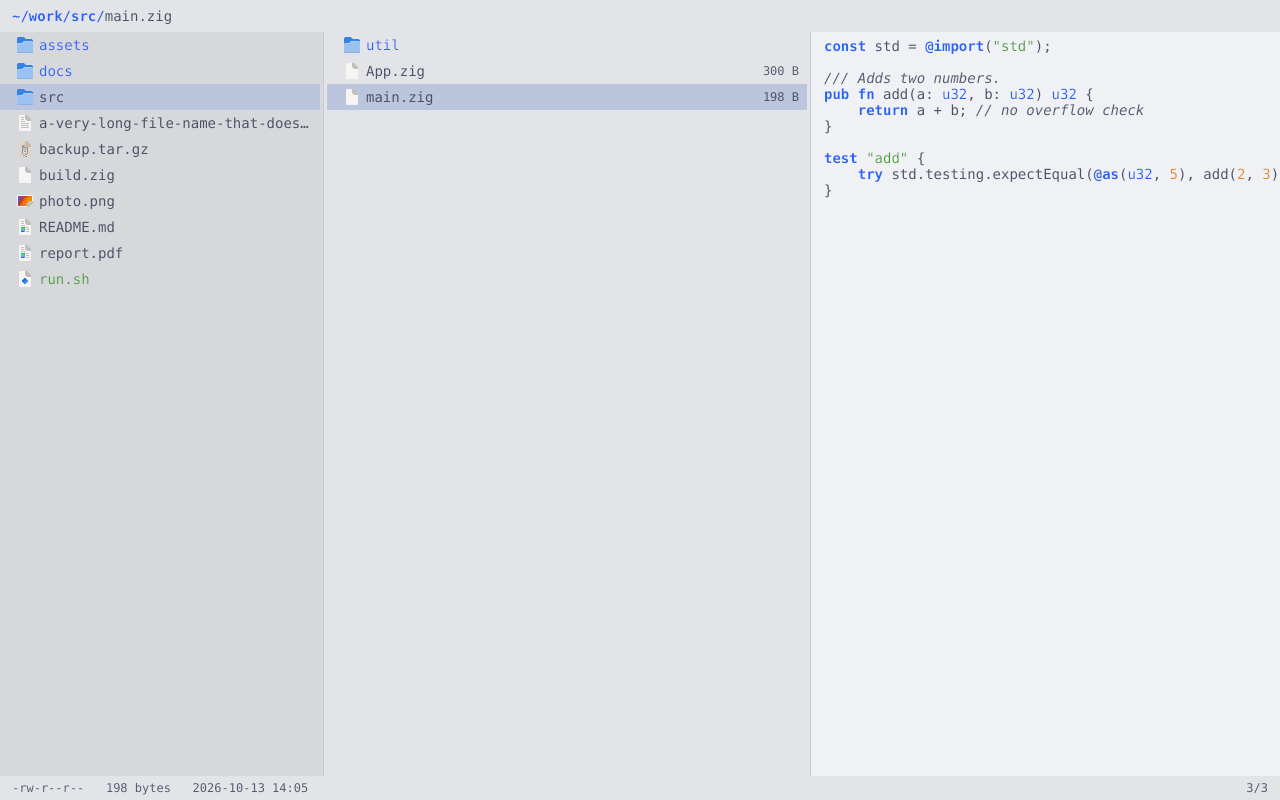 ~/work/src/main.zig
assets
docs
src
a-very-long-file-name-that-does…
backup.tar.gz
build.zig
photo.png
README.md
report.pdf
run.sh
util
App.zig 300 B
main.zig 198 B
const std = @import("std");
/// Adds two numbers.
pub fn add(a: u32, b: u32) u32 {
    return a + b; // no overflow check
}
test "add" {
    try std.testing.expectEqual(@as(u32, 5), add(2, 3)
}
-rw-r--r-- 198 bytes 2026-10-13 14:05 3/3